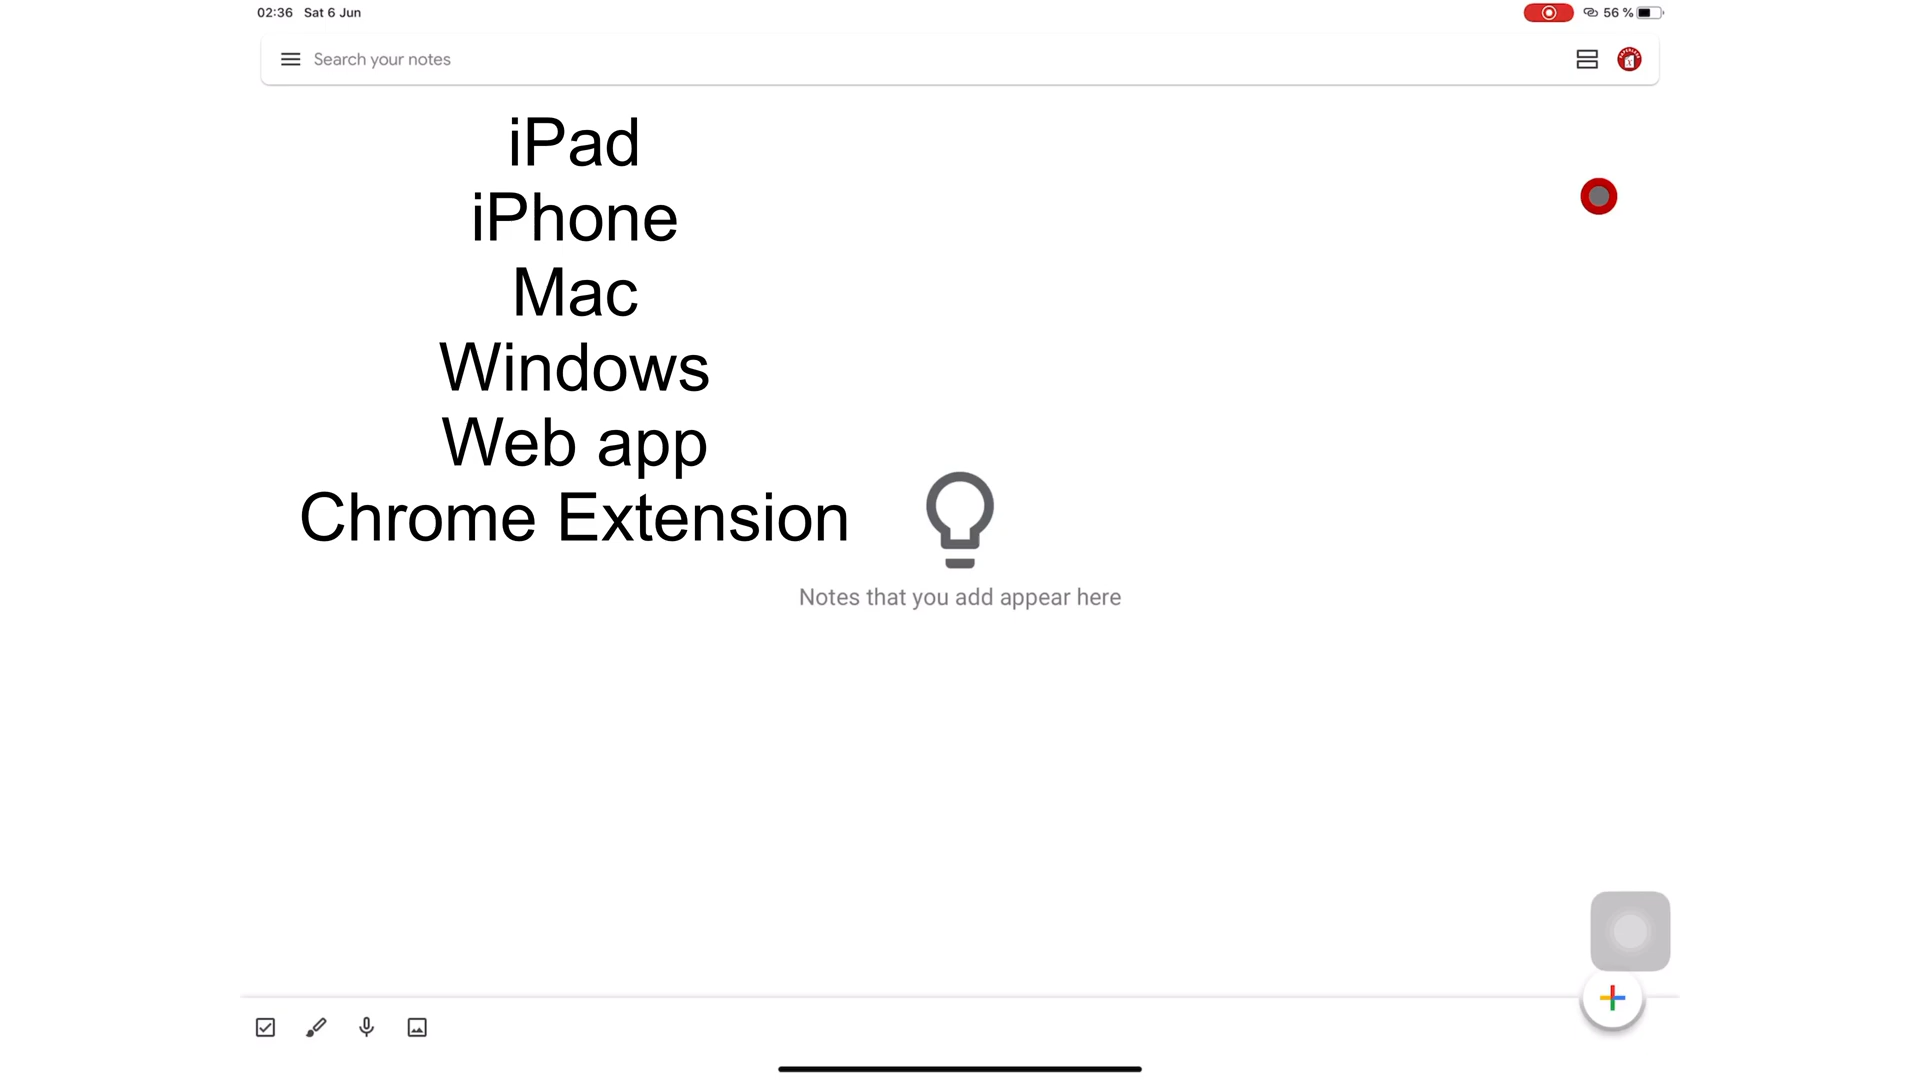 02:36 Sat 6 Jun
56 %
Search your notes
iPad
iPhone
Mac
Windows
Web app
Chrome Extension
Notes that you add appear here